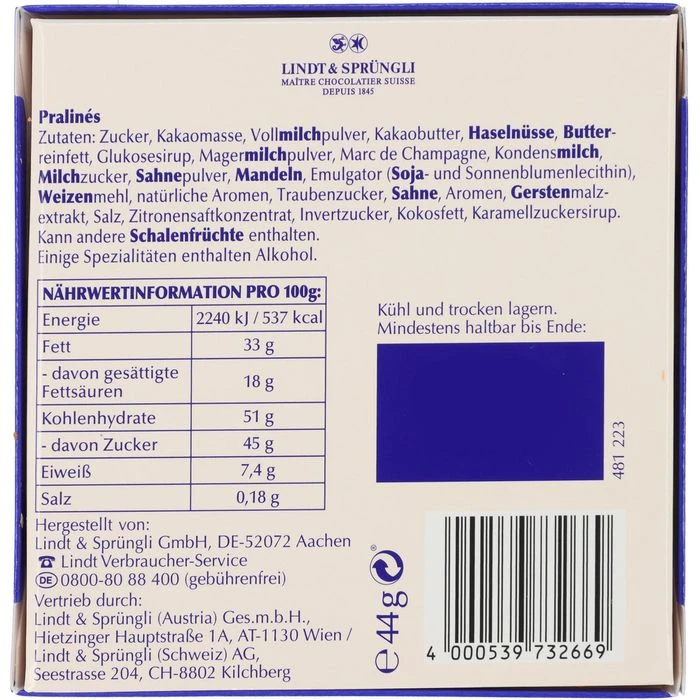 LINDT & SPRÜNGLI
MAÎTRE CHOCOLATIER SUISSE
DEPUIS 1845
Pralinés
Zutaten: Zucker, Kakaomasse, Vollmilchpulver, Kakaobutter, Haselnüsse, Butter-
reinfett, Glukosesirup, Magermilchpulver, Marc de Champagne, Kondensmilch,
Milchzucker, Sahnepulver, Mandeln, Emulgator (Soja- und Sonnenblumenlecithin),
Weizenmehl, natürliche Aromen, Traubenzucker, Sahne, Aromen, Gerstenmalz-
extrakt, Salz, Zitronensaftkonzentrat, Invertzucker, Kokosfett, Karamellzuckersirup.
Kann andere Schalenfrüchte enthalten.
Einige Spezialitäten enthalten Alkohol.
NÄHRWERTINFORMATION PRO 100g:
Energie 2240 kJ / 537 kcal
Fett 33 g
- davon gesättigte
Fettsäuren 18 g
Kohlenhydrate 51 g
- davon Zucker 45 g
Eiweiß 7,4 g
Salz 0,18 g
Kühl und trocken lagern.
Mindestens haltbar bis Ende:
481 223
Hergestellt von:
Lindt & Sprüngli GmbH, DE-52072 Aachen
☎ Lindt Verbraucher-Service
DE 0800-80 88 400 (gebührenfrei)
Vertrieb durch:
Lindt & Sprüngli (Austria) Ges.m.b.H.,
Hietzinger Hauptstraße 1A, AT-1130 Wien /
Lindt & Sprüngli (Schweiz) AG,
Seestrasse 204, CH-8802 Kilchberg
®
℮ 44g
4 000539 732669